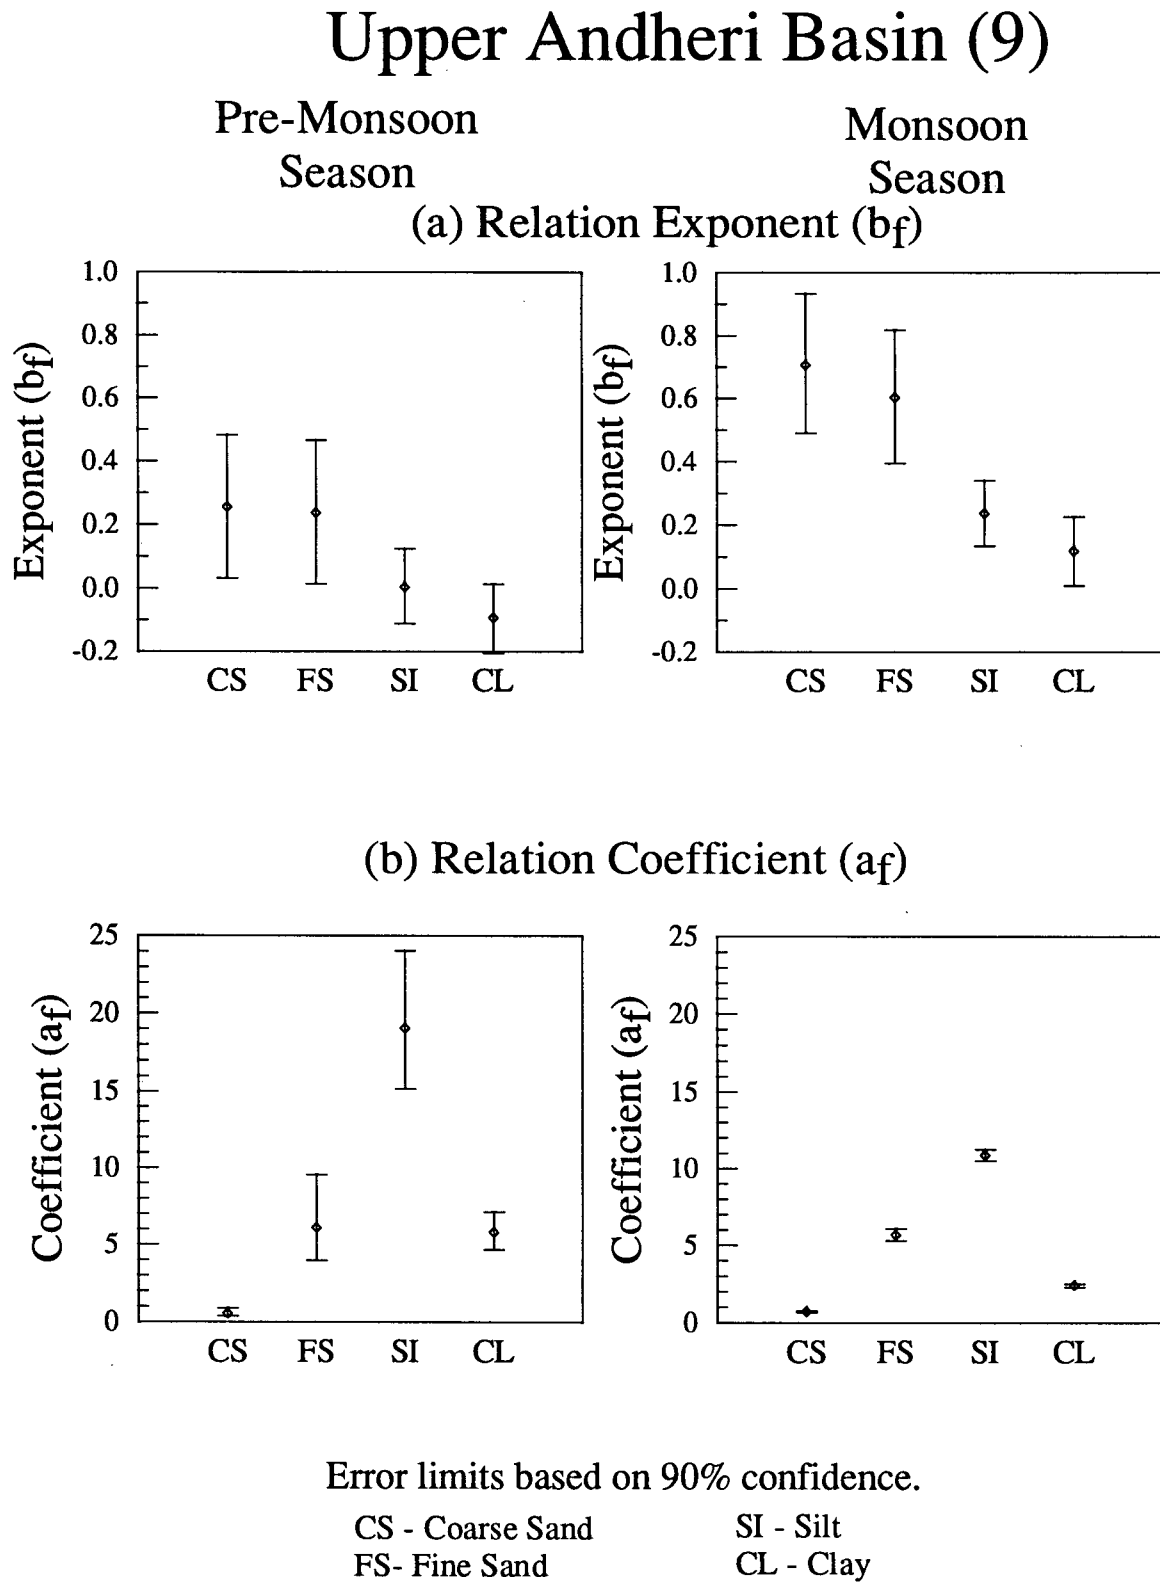 Upper Andheri Basin (9)
Pre-Monsoon
Season
Monsoon
Season
(a) Relation Exponent (bf)
Exponent (bf)
1.0
0.8
0.6
0.4
0.2
0.0
-0.2
CS FS SI CL
Exponent (bf)
1.0
0.8
0.6
0.4
0.2
0.0
-0.2
CS FS SI CL
(b) Relation Coefficient (af)
Coefficient (af)
25
20
15
10
5
0
CS FS SI CL
Coefficient (af)
25
20
15
10
5
0
CS FS SI CL
Error limits based on 90% confidence.
CS - Coarse Sand
SI - Silt
FS- Fine Sand
CL - Clay